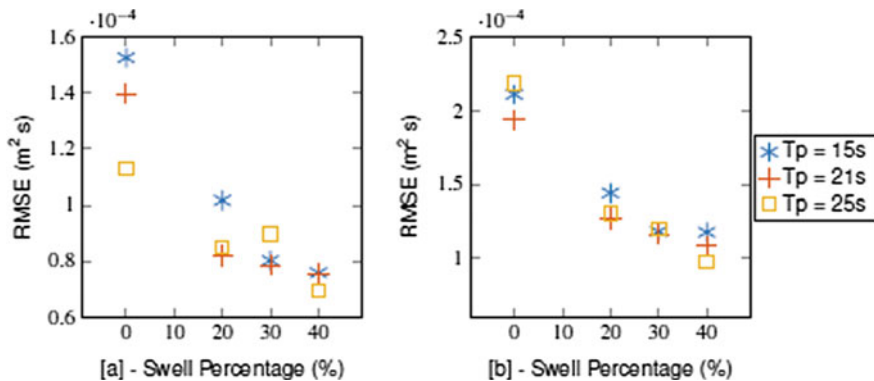 ·10⁻⁴
1.6
1.4
1.2
1
0.8
0.6
RMSE (m² s)
0 10 20 30 40
[a] - Swell Percentage (%)
·10⁻⁴
2.5
2
1.5
1
RMSE (m² s)
0 10 20 30 40
[b] - Swell Percentage (%)
Tp = 15s
Tp = 21s
Tp = 25s